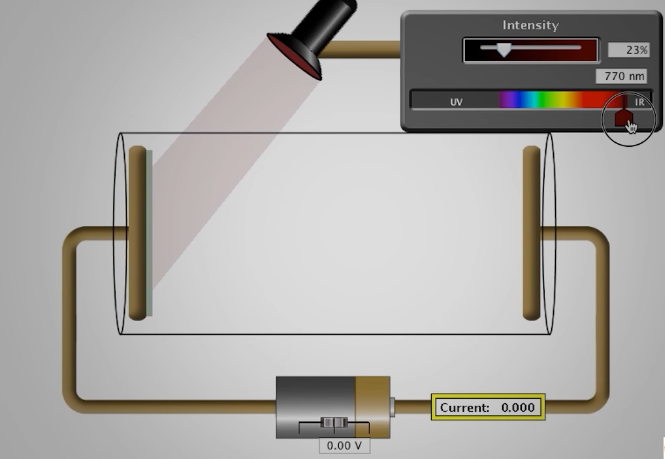 Intensity
23%
770 nm
UV
IR
Current: 0.000
0.00 V